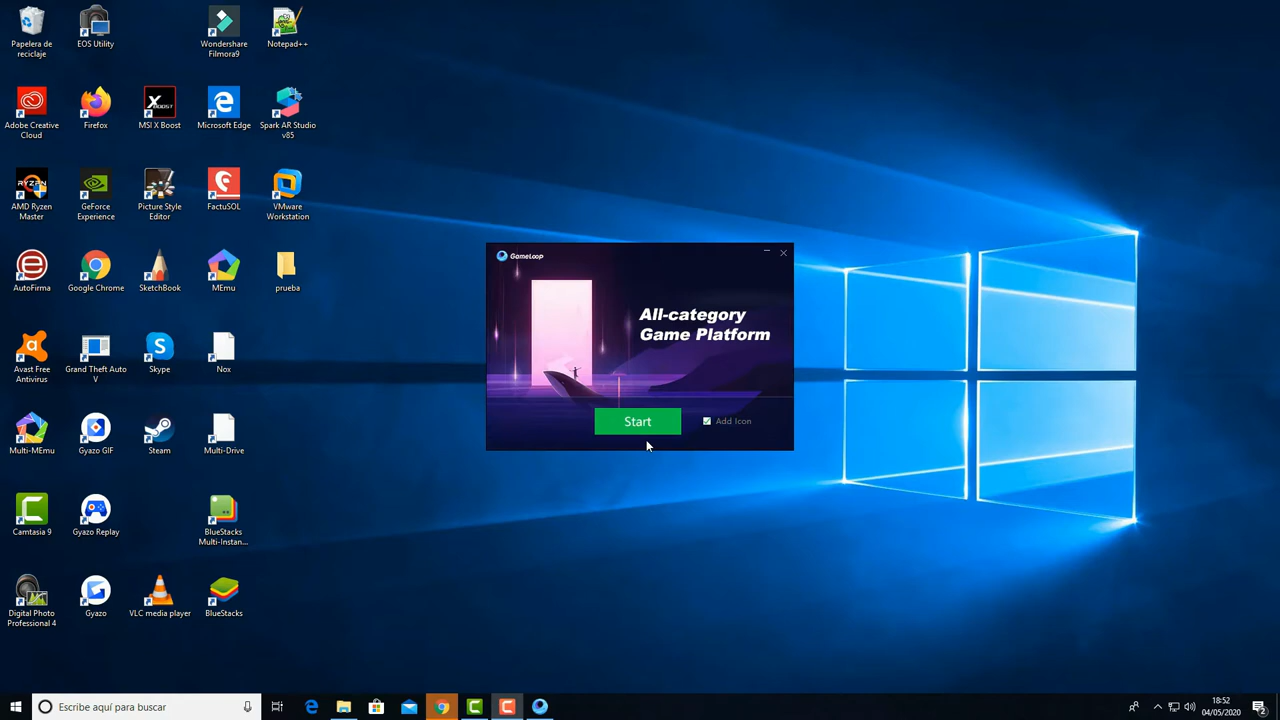 Papelera de
reciclaje
EOS Utility
Wondershare
Filmora9
Notepad++
Adobe Creative
Cloud
Firefox
XBOOST
MSI X Boost
Microsoft Edge
Spark AR Studio
v85
RYZEN
AMD Ryzen
Master
GeForce
Experience
Picture Style
Editor
FactuSOL
VMware
Workstation
AutoFirma
Google Chrome
SketchBook
MEmu
prueba
Avast Free
Antivirus
Grand Theft Auto
V
Skype
Nox
Multi-MEmu
Gyazo GIF
Steam
Multi-Drive
Camtasia 9
Gyazo Replay
BlueStacks
Multi-Instan...
Digital Photo
Professional 4
Gyazo
VLC media player
BlueStacks
GameLoop
All-category
Game Platform
Start
Add Icon
Escribe aquí para buscar
18:52
04/05/2020
2